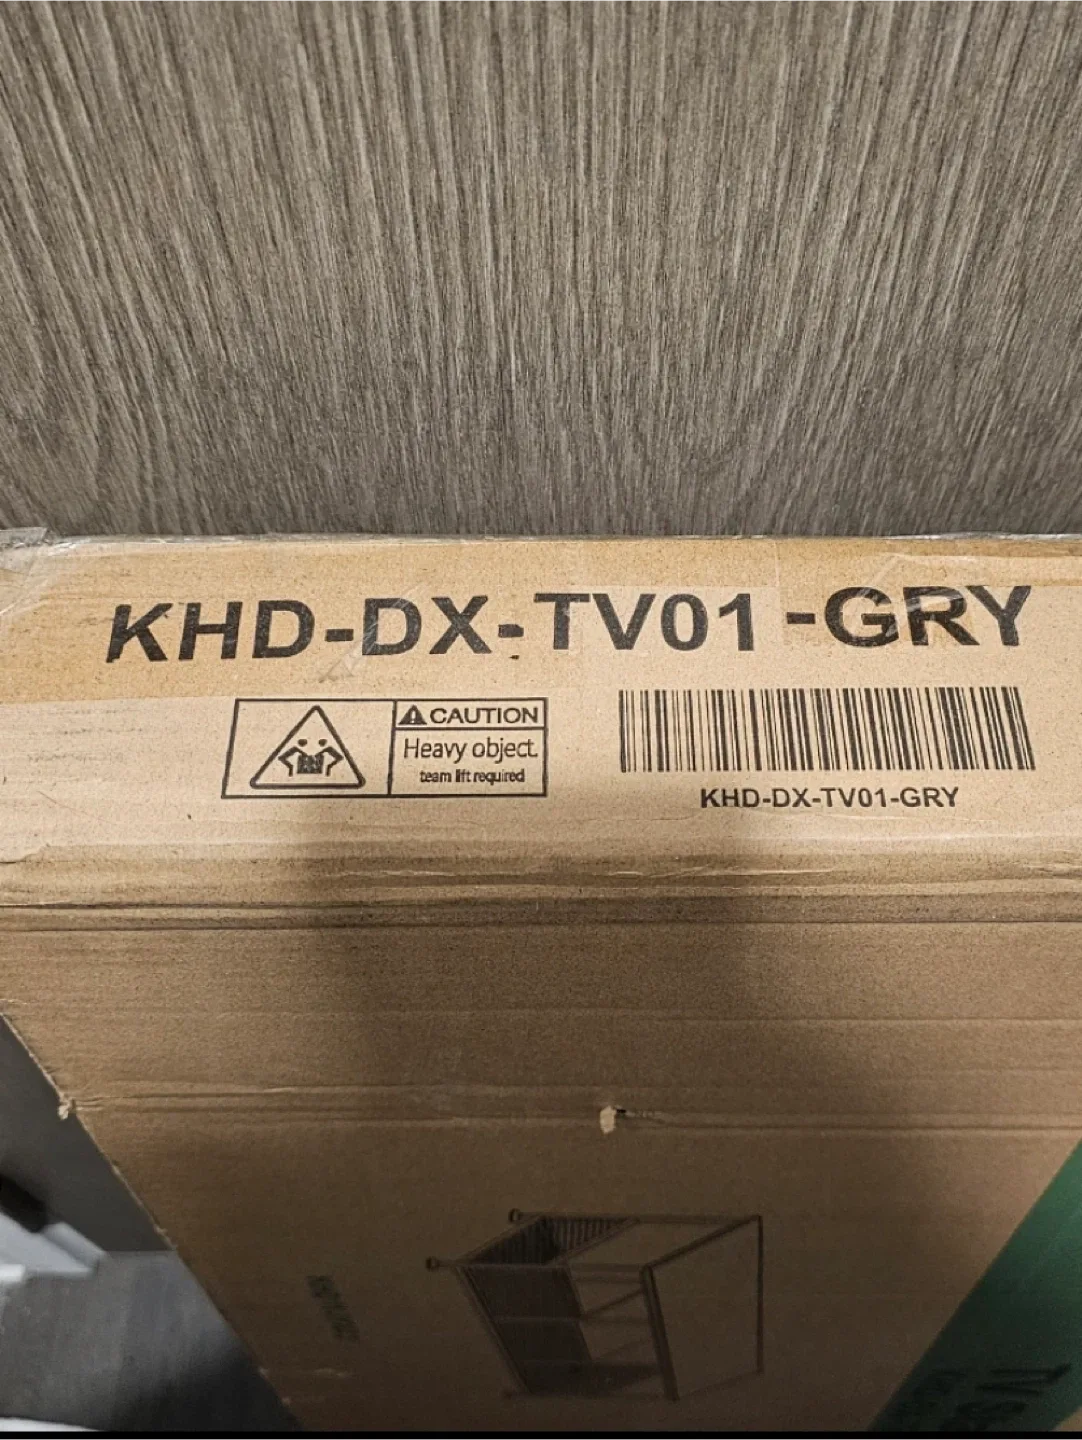 KHD-DX-TV01-GRY
CAUTION
Heavy object.
team lift required
KHD-DX-TV01-GRY